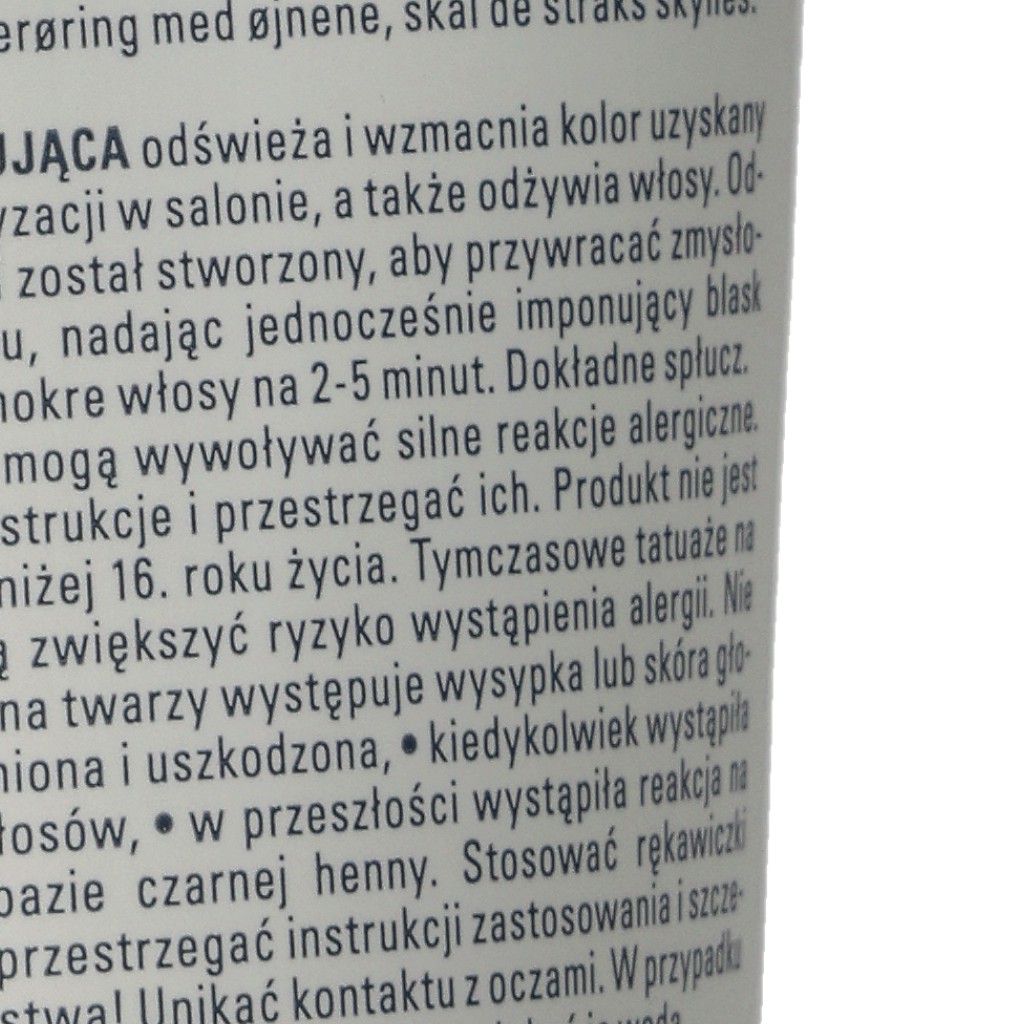 erøring med øjnene, skal de straks skylles.
UJĄCA odświeża i wzmacnia kolor uzyskany
yzacji w salonie, a także odżywia włosy. Od-
został stworzony, aby przywracać zmysło-
u, nadając jednocześnie imponujący blask
mokre włosy na 2-5 minut. Dokładne spłucz.
mogą wywoływać silne reakcje alergiczne.
strukcje i przestrzegać ich. Produkt nie jest
niżej 16. roku życia. Tymczasowe tatuaże na
ą zwiększyć ryzyko wystąpienia alergii. Nie
na twarzy występuje wysypka lub skóra gło-
niona i uszkodzona, • kiedykolwiek wystąpiła
łosów, • w przeszłości wystąpiła reakcja na
bazie czarnej henny. Stosować rękawiczki
przestrzegać instrukcji zastosowania i szcze-
stwa! Unikać kontaktu z oczami. W przypadku
wodą